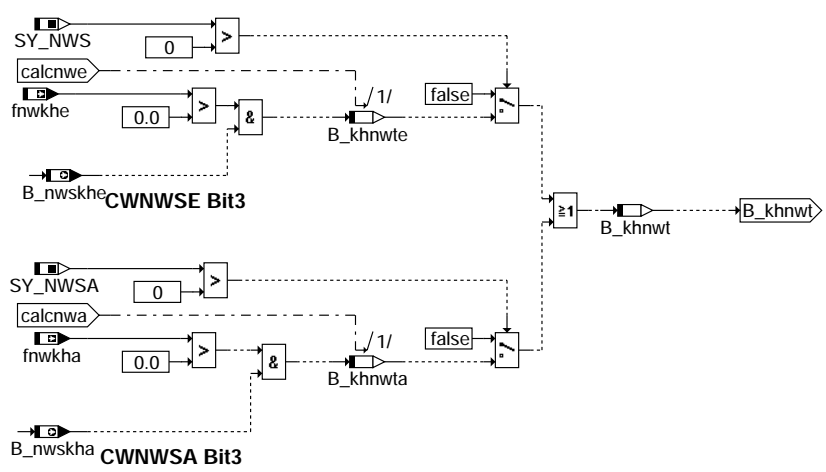 SY_NWS
>
0
calcnwe
false
/1/
fnwkhe
>
0.0
&
B_khnwte
B_nwskhe
CWNWSE Bit3
≧1
B_khnwt
B_khnwt
SY_NWSA
>
0
calcnwa
false
/1/
fnwkha
>
0.0
&
B_khnwta
B_nwskha
CWNWSA Bit3